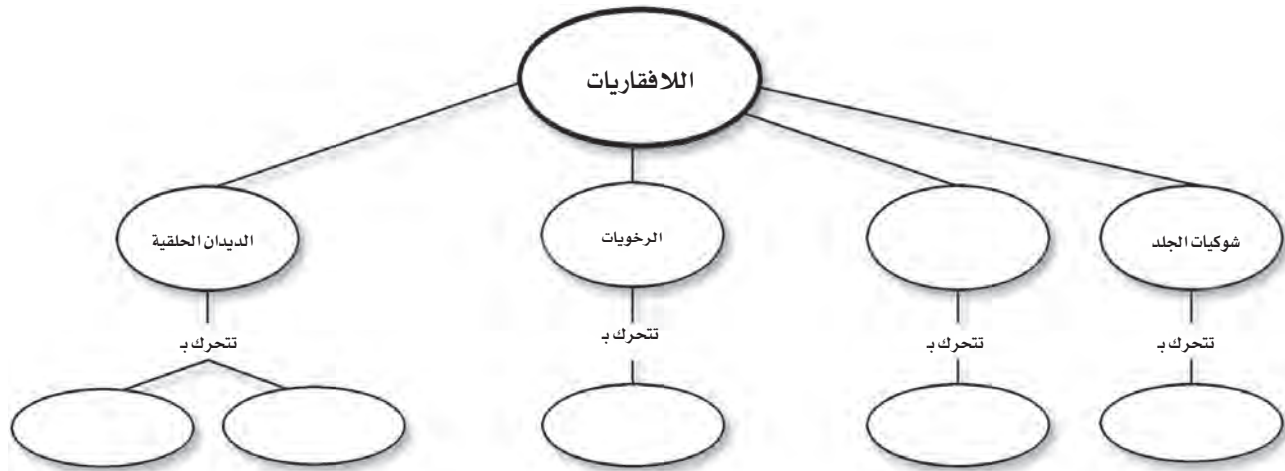 اللافقاريات
شوكيات الجلد
الرخويات
الديدان الحلقية
تتحرك بـ
تتحرك بـ
تتحرك بـ
تتحرك بـ